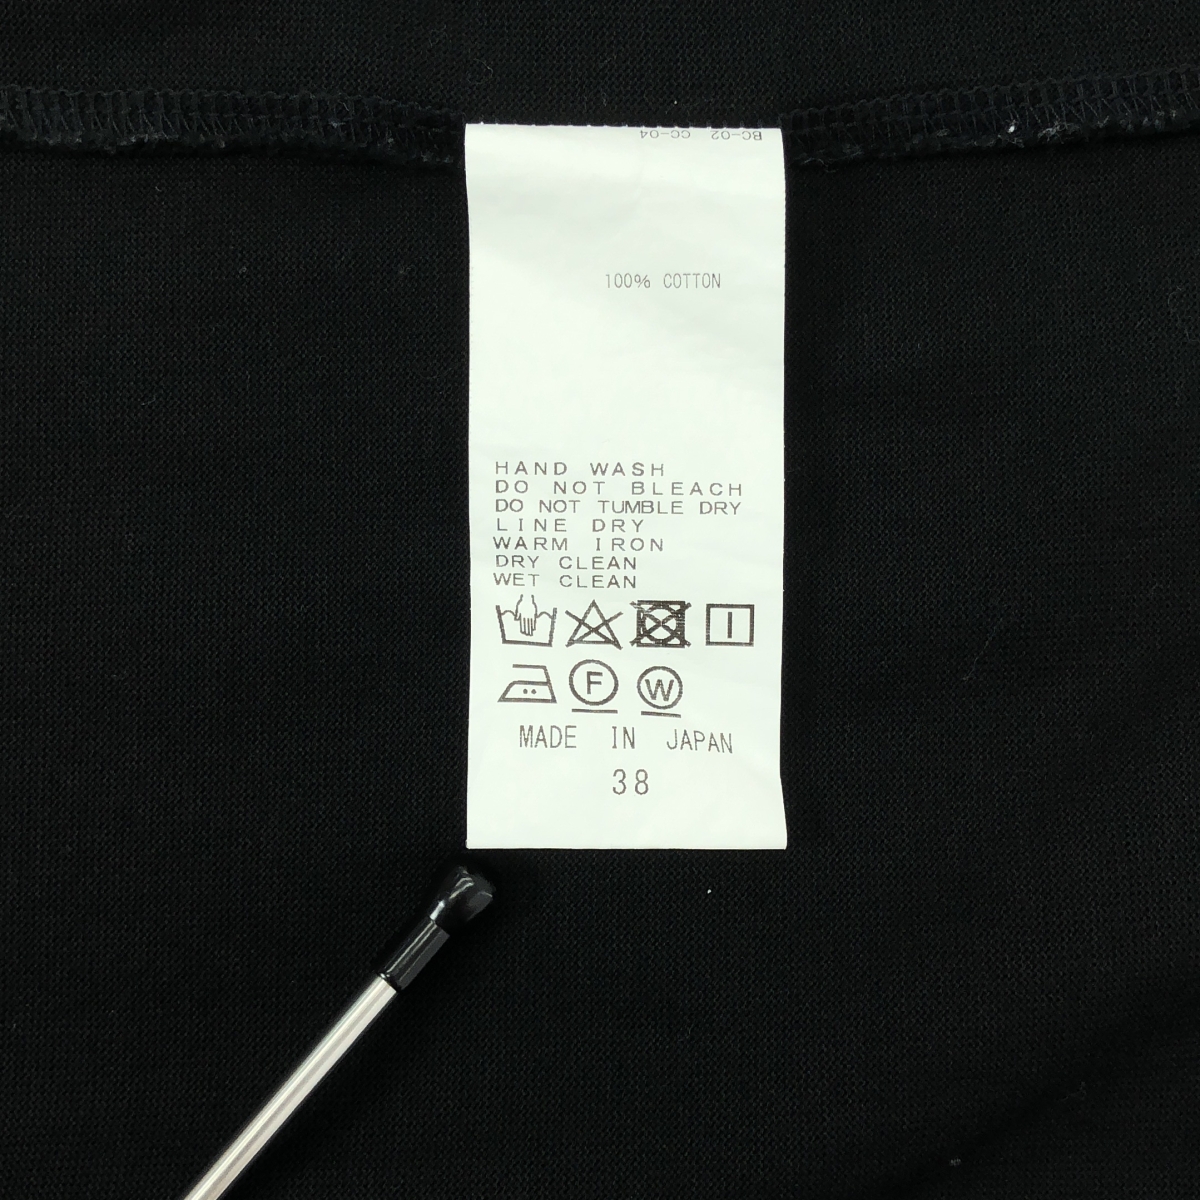 BC-02 CC-04
100% COTTON
HAND WASH
DO NOT BLEACH
DO NOT TUMBLE DRY
LINE DRY
WARM IRON
DRY CLEAN
WET CLEAN
F W
MADE IN JAPAN
38